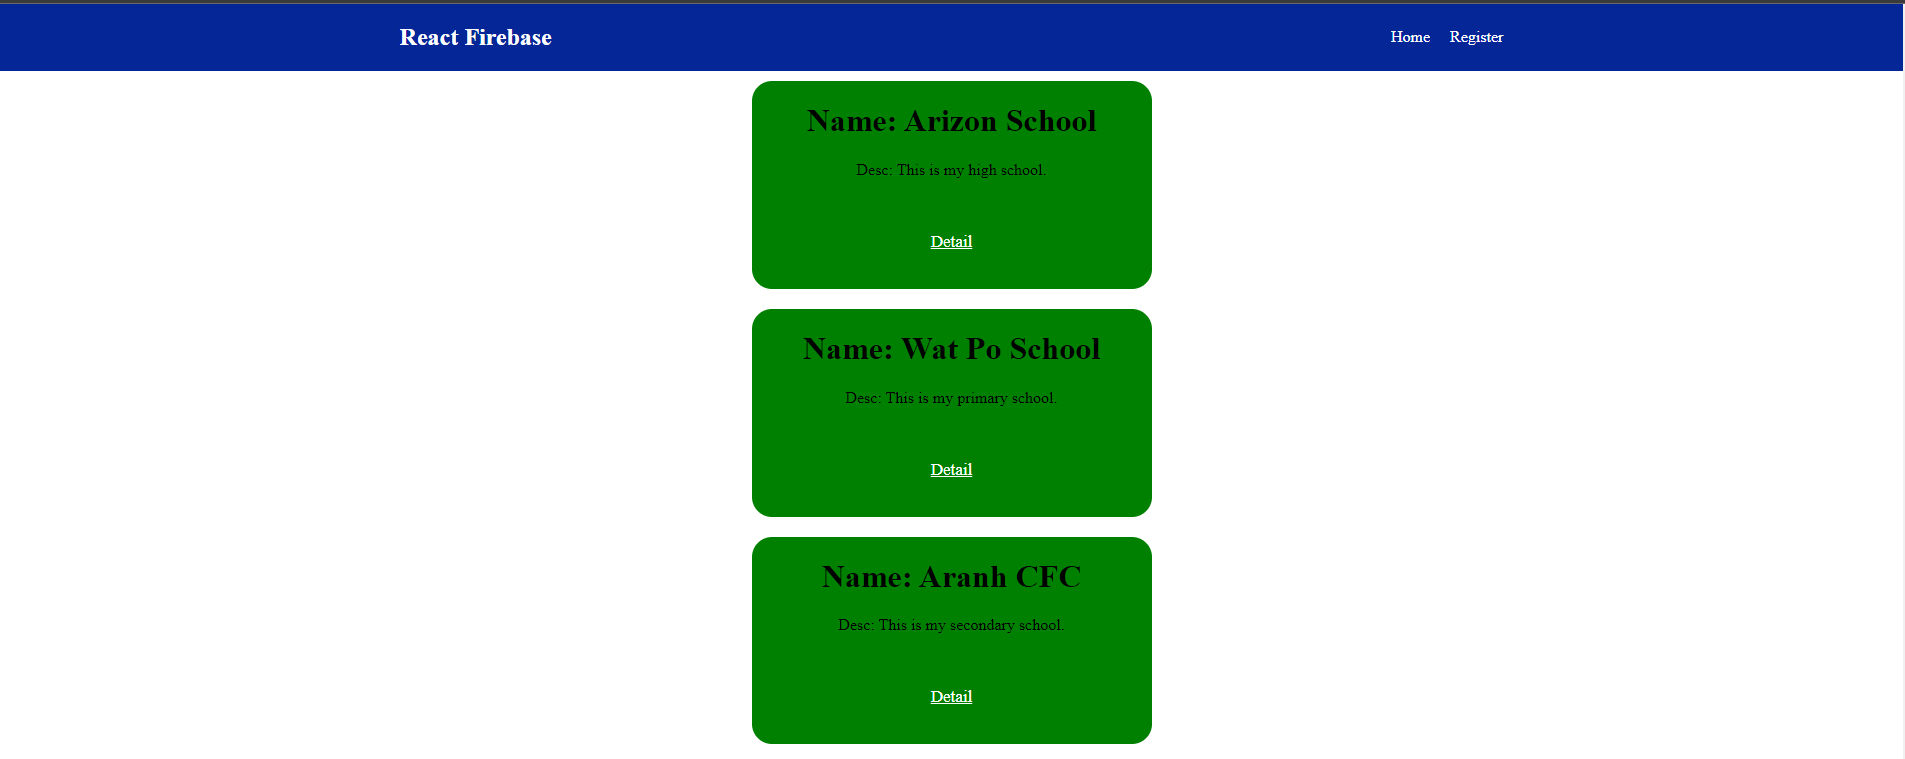 React Firebase
Home Register
Name: Arizon School
Desc: This is my high school.
Detail
Name: Wat Po School
Desc: This is my primary school.
Detail
Name: Aranh CFC
Desc: This is my secondary school.
Detail